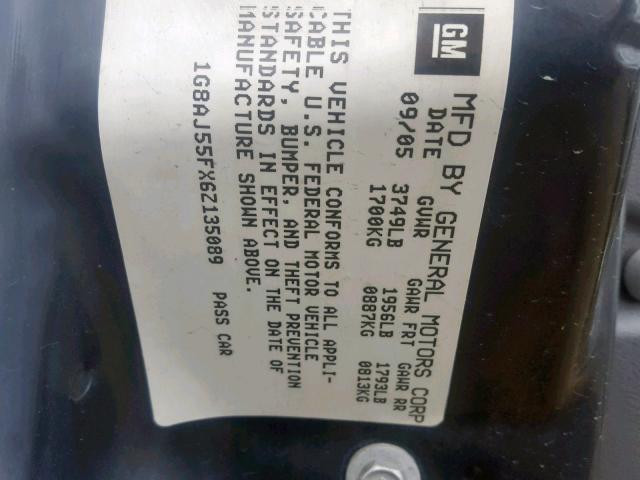 GM
MFD BY GENERAL MOTORS CORP
DATE GVWR GAWR FRT GAWR RR
09/05 3749LB 1956LB 1793LB
1700KG 0887KG 0813KG
THIS VEHICLE CONFORMS TO ALL APPLI-
CABLE U.S. FEDERAL MOTOR VEHICLE
SAFETY, BUMPER, AND THEFT PREVENTION
STANDARDS IN EFFECT ON THE DATE OF
MANUFACTURE SHOWN ABOVE.
1G8AJ55FX6Z135089 PASS CAR